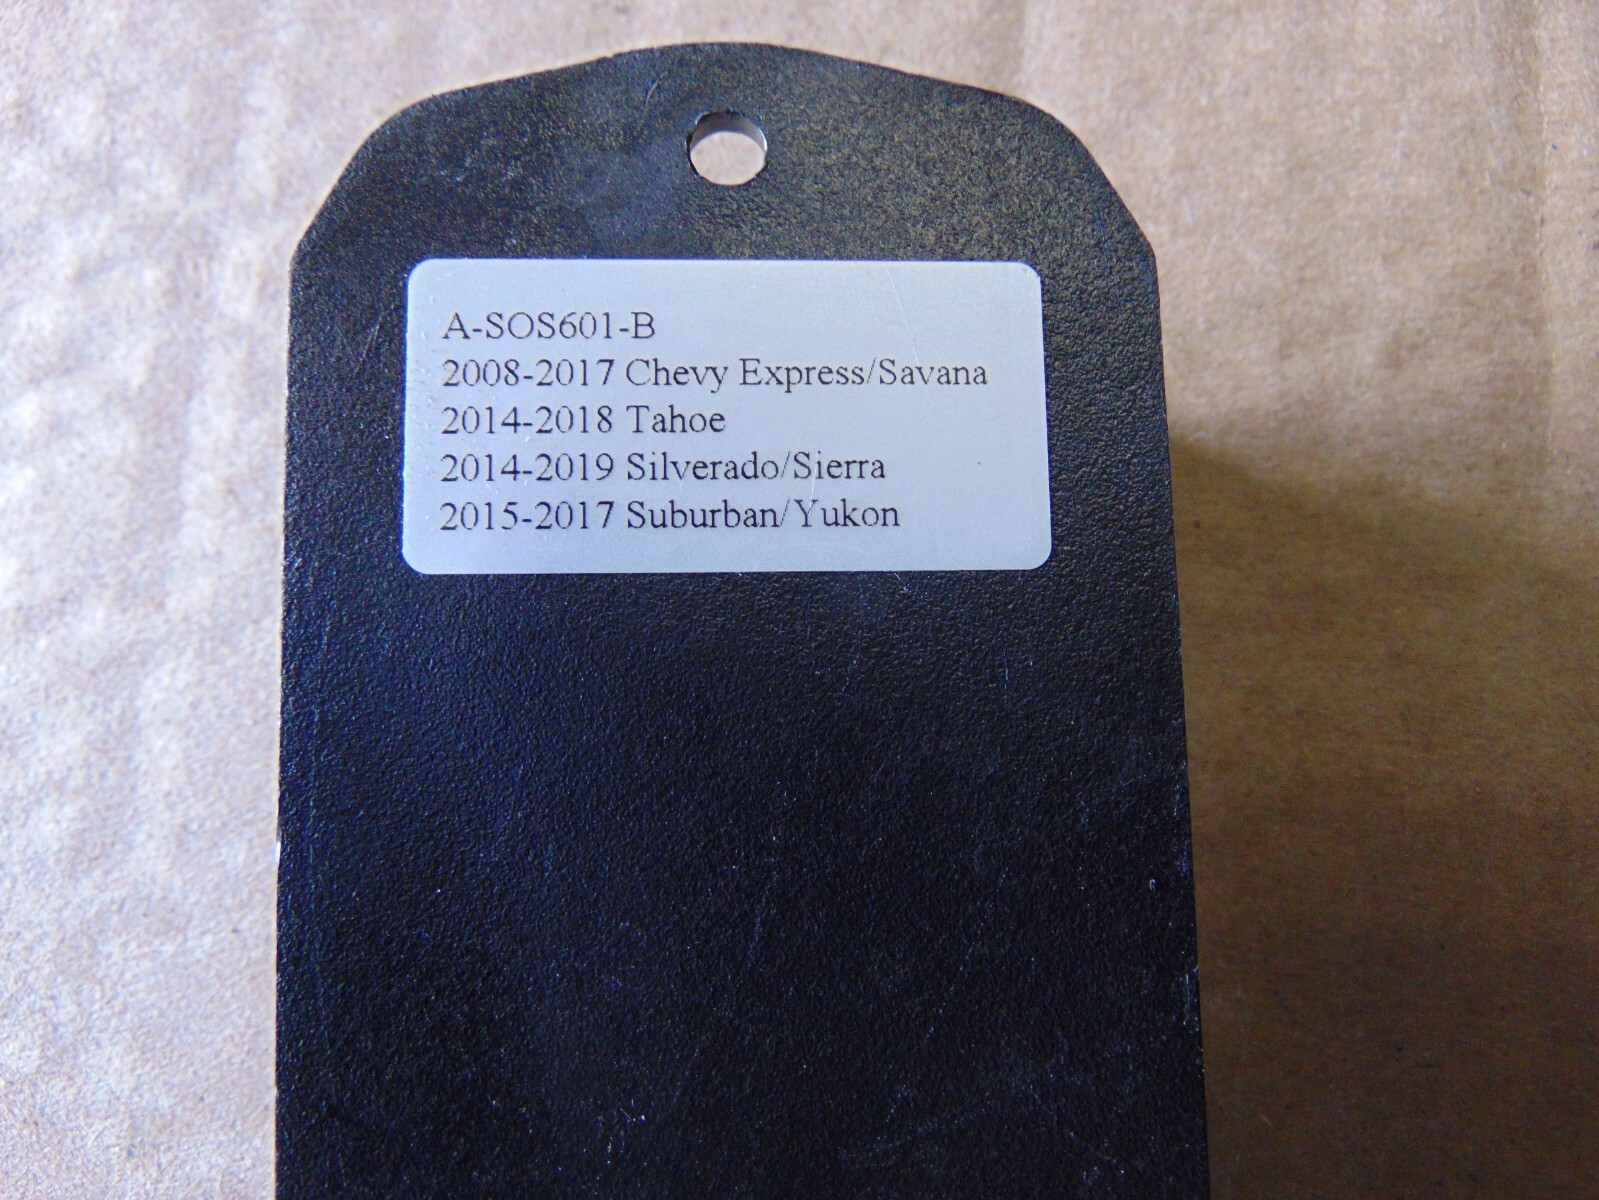 A-SOS601-B
2008-2017 Chevy Express/Savana
2014-2018 Tahoe
2014-2019 Silverado/Sierra
2015-2017 Suburban/Yukon